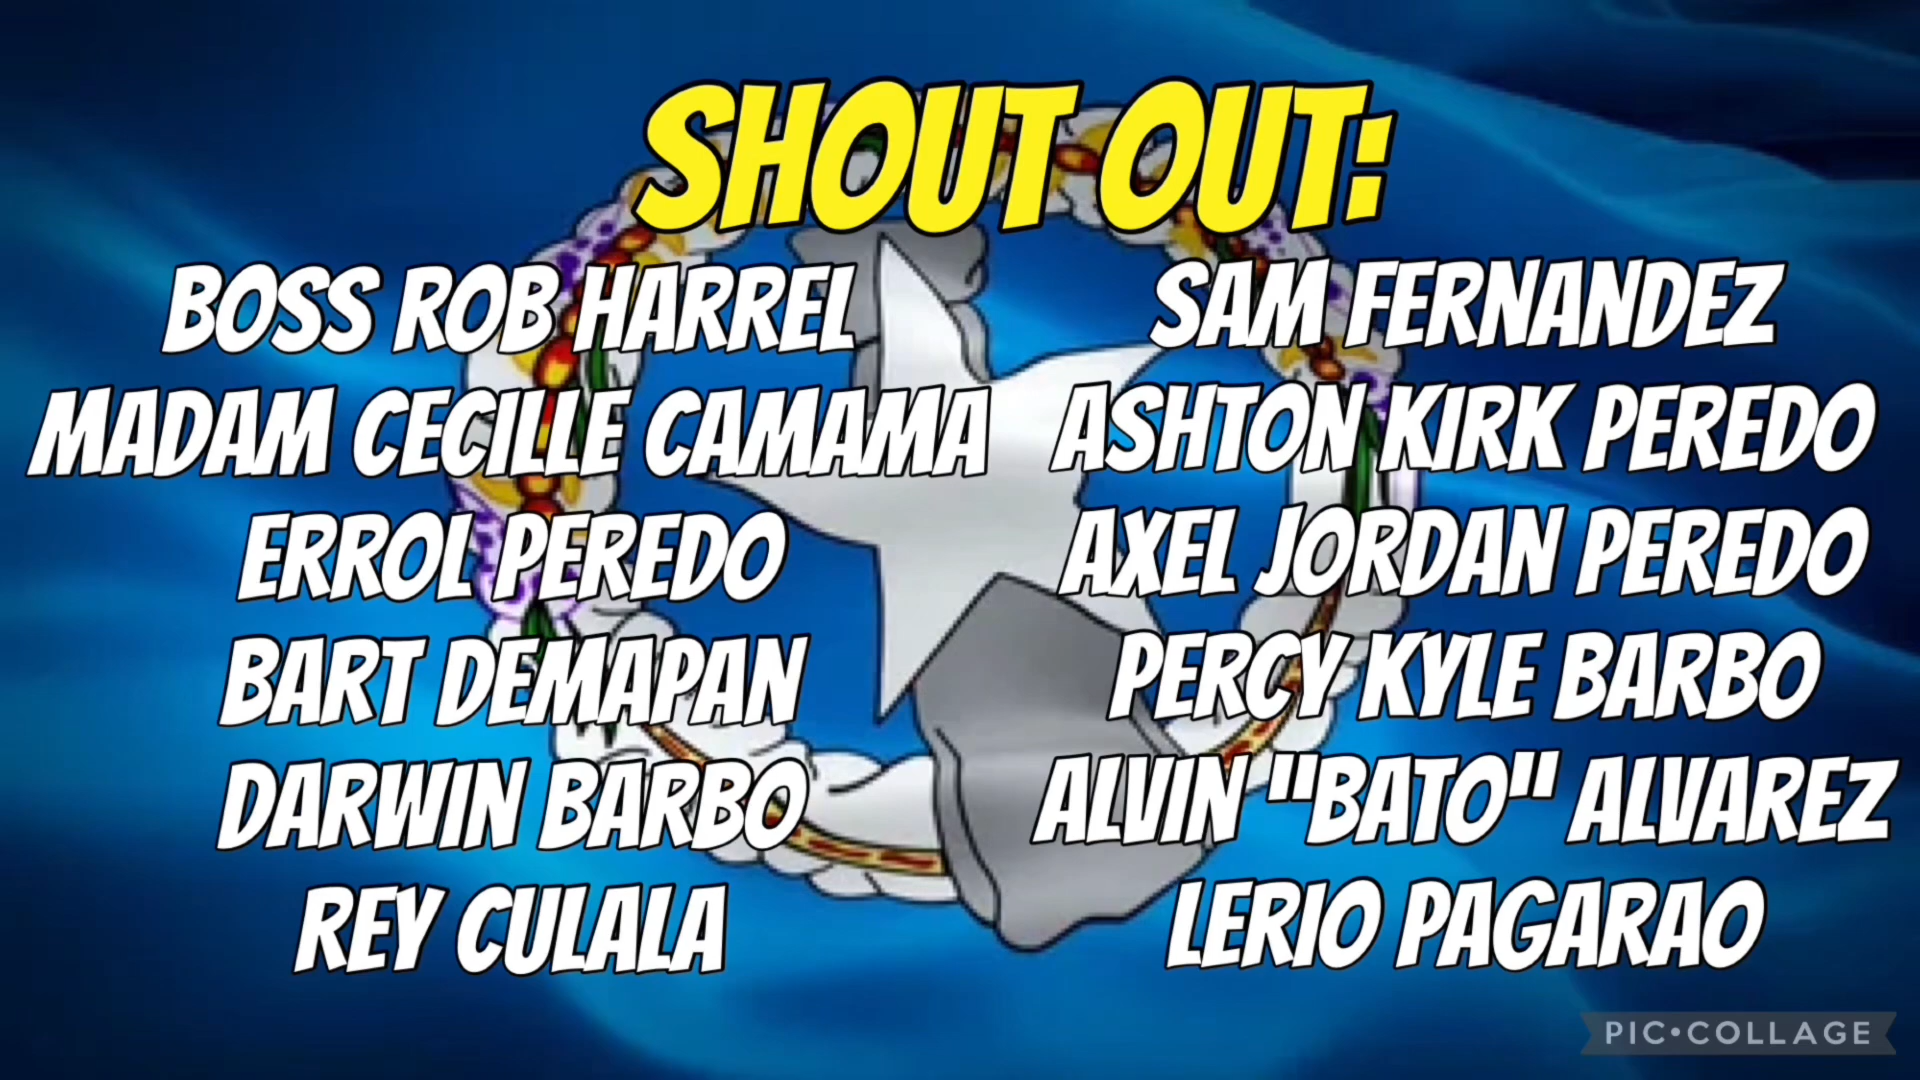 SHOUT OUT:
BOSS ROB HARREL
MADAM CECILLE CAMAMA
ERROL PEREDO
BART DEMAPAN
DARWIN BARBO
REY CULALA
SAM FERNANDEZ
ASHTON KIRK PEREDO
AXEL JORDAN PEREDO
PERCY KYLE BARBO
ALVIN "BATO" ALVAREZ
LERIO PAGARAO
PIC•COLLAGE